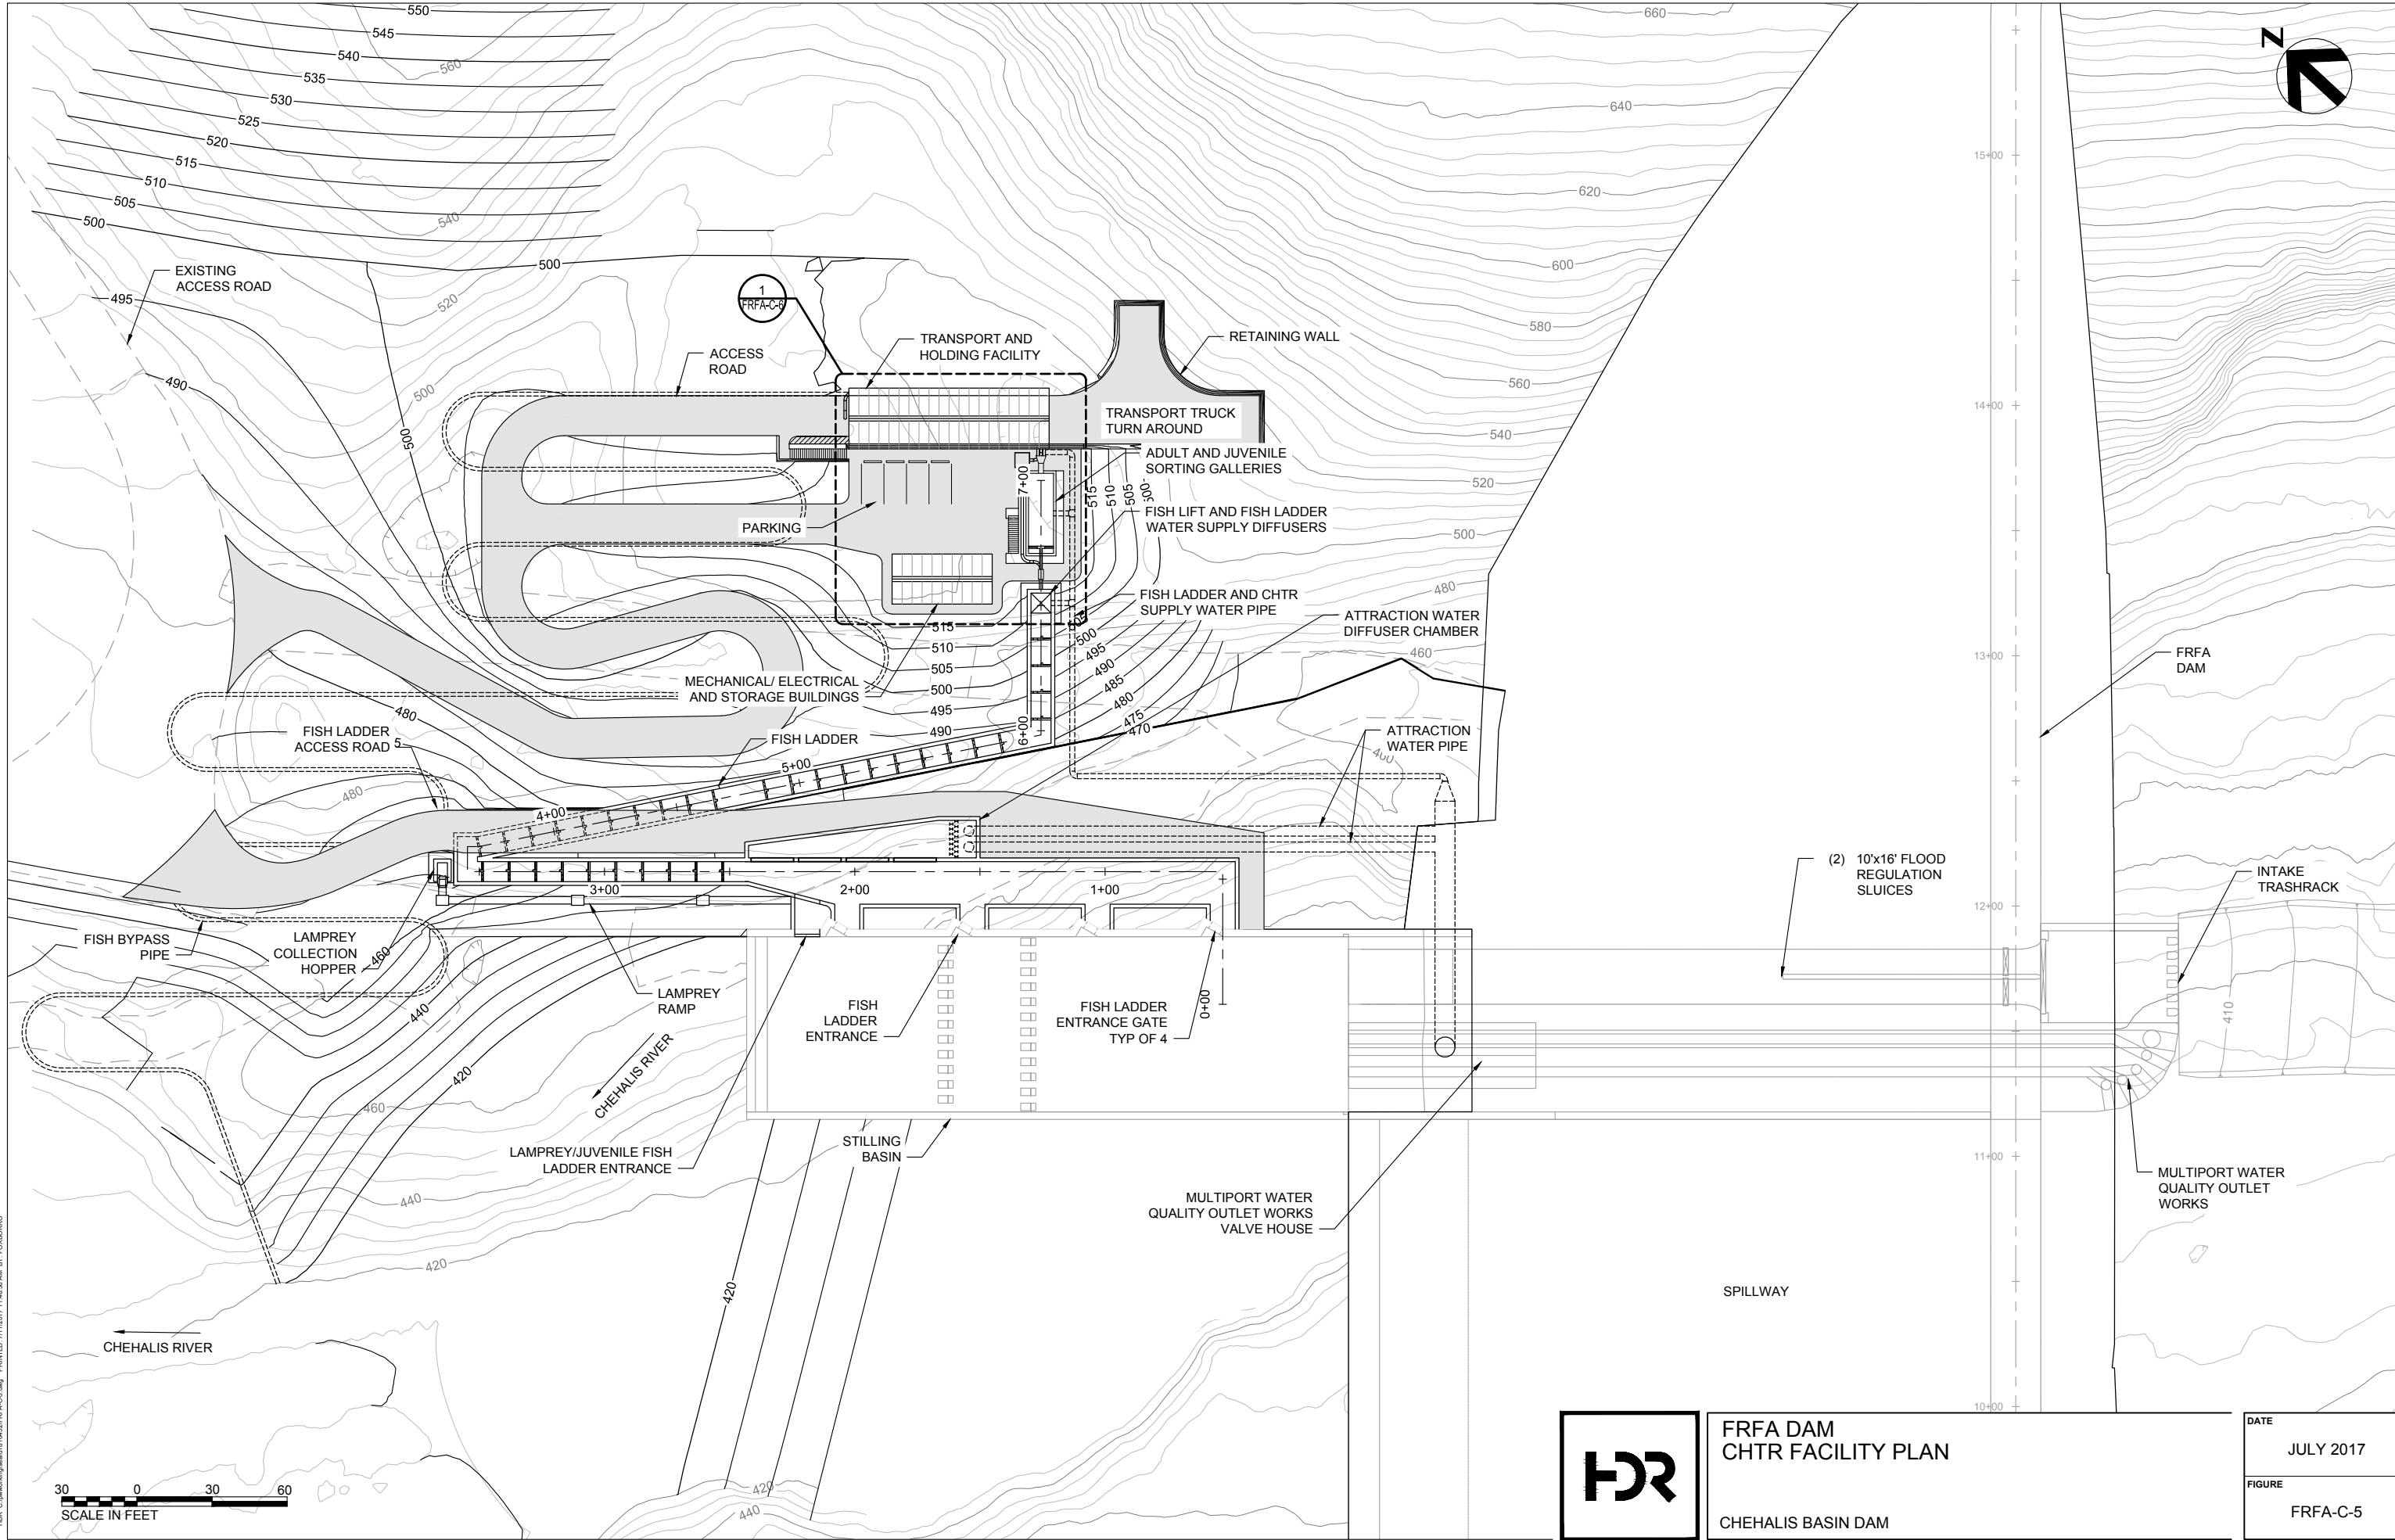 550
545
540
535
530
525
520
515
510
505
500
560
540
520
500
660
640
620
600
580
560
540
520
500
480
460
400
N
15+00
14+00
13+00
12+00
11+00
10+00
EXISTING
ACCESS ROAD
495
490
500
500
1
FRFA-C-6
ACCESS
ROAD
TRANSPORT AND
HOLDING FACILITY
RETAINING WALL
TRANSPORT TRUCK
TURN AROUND
ADULT AND JUVENILE
SORTING GALLERIES
7+00
515
510
505
500
FISH LIFT AND FISH LADDER
WATER SUPPLY DIFFUSERS
PARKING
FISH LADDER AND CHTR
SUPPLY WATER PIPE
ATTRACTION WATER
DIFFUSER CHAMBER
515
510
505
500
495
490
505
500
495
490
485
480
475
470
MECHANICAL/ ELECTRICAL
AND STORAGE BUILDINGS
FRFA
DAM
480
FISH LADDER
ACCESS ROAD
5
FISH LADDER
6+00
5+00
4+00
480
ATTRACTION
WATER PIPE
3+00
2+00
1+00
0+00
(2) 10'x16' FLOOD
REGULATION
SLUICES
INTAKE
TRASHRACK
410
FISH BYPASS
PIPE
LAMPREY
COLLECTION
HOPPER
460
440
420
LAMPREY
RAMP
CHEHALIS RIVER
FISH
LADDER
ENTRANCE
FISH LADDER
ENTRANCE GATE
TYP OF 4
460
LAMPREY/JUVENILE FISH
LADDER ENTRANCE
STILLING
BASIN
MULTIPORT WATER
QUALITY OUTLET WORKS
VALVE HOUSE
MULTIPORT WATER
QUALITY OUTLET
WORKS
440
420
420
SPILLWAY
CHEHALIS RIVER
420
440
30 0 30 60
SCALE IN FEET
HDR
FRFA DAM
CHTR FACILITY PLAN
CHEHALIS BASIN DAM
DATE
JULY 2017
FIGURE
FRFA-C-5